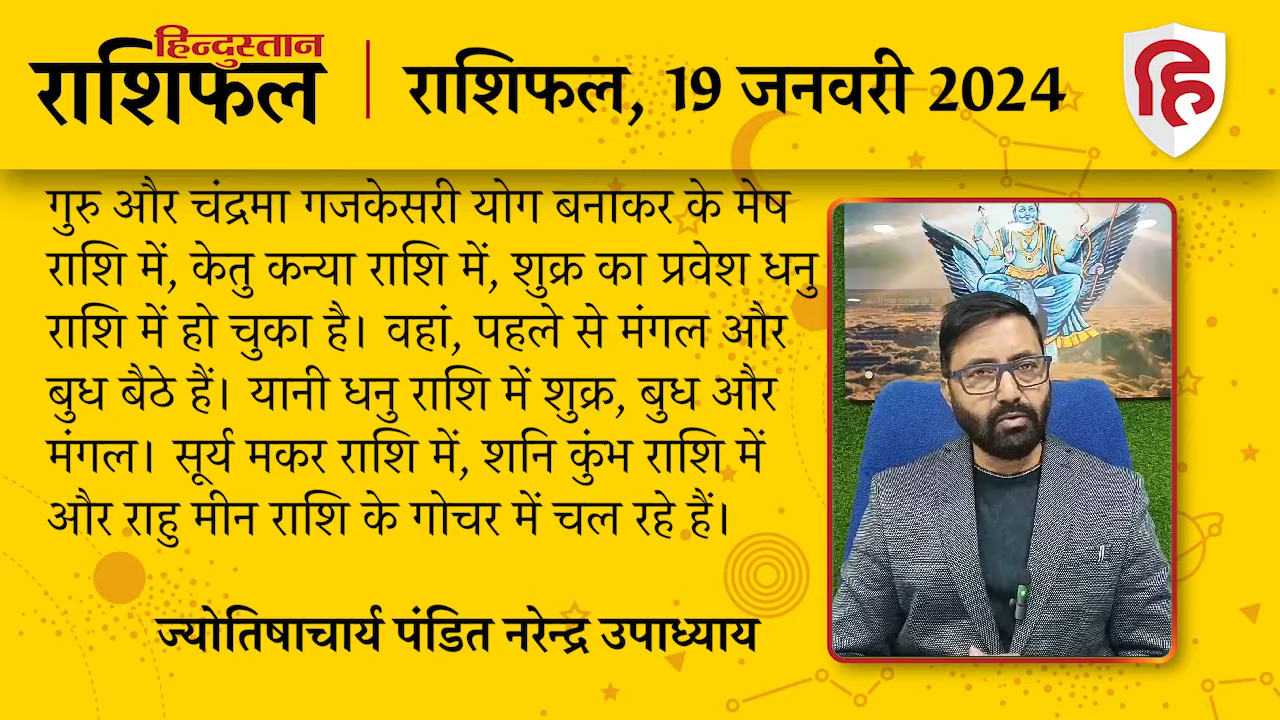 हिन्दुस्तान
राशिफल
राशिफल, 19 जनवरी 2024
हि
गुरु और चंद्रमा गजकेसरी योग बनाकर के मेष
राशि में, केतु कन्या राशि में, शुक्र का प्रवेश धनु
राशि में हो चुका है। वहां, पहले से मंगल और
बुध बैठे हैं। यानी धनु राशि में शुक्र, बुध और
मंगल। सूर्य मकर राशि में, शनि कुंभ राशि में
और राहु मीन राशि के गोचर में चल रहे हैं।
ज्योतिषाचार्य पंडित नरेन्द्र उपाध्याय